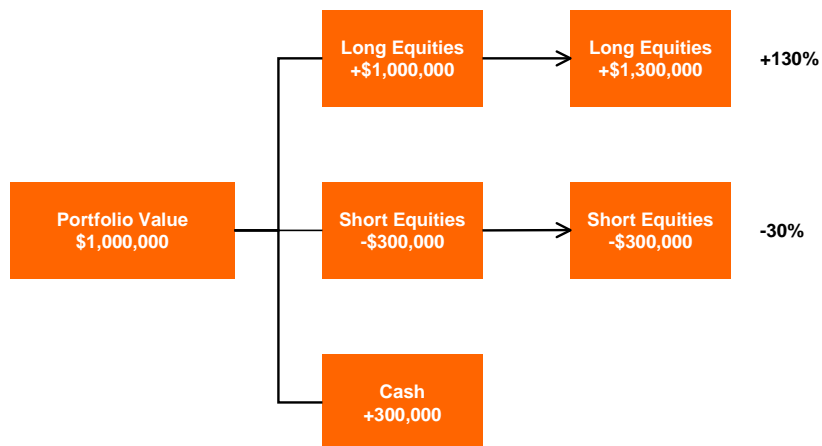 Long Equities
+$1,000,000
Long Equities
+$1,300,000
+130%
Portfolio Value
$1,000,000
Short Equities
-$300,000
Short Equities
-$300,000
-30%
Cash
+300,000